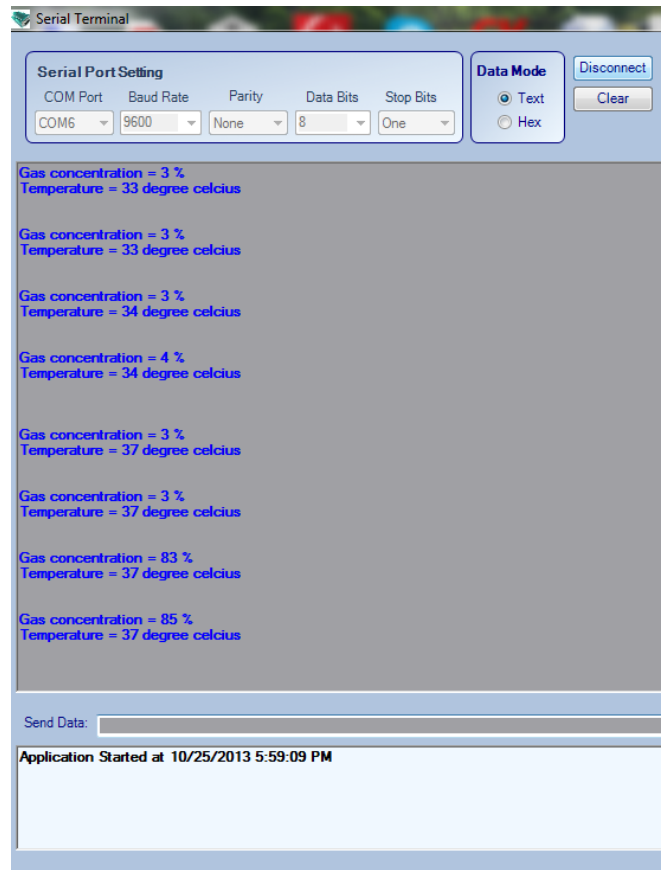 Serial Terminal
Serial Port Setting
COM Port Baud Rate Parity Data Bits Stop Bits
COM6 9600 None 8 One
Data Mode
Text
Hex
Disconnect
Clear
Gas concentration = 3 %
Temperature = 33 degree celcius
Gas concentration = 3 %
Temperature = 33 degree celcius
Gas concentration = 3 %
Temperature = 34 degree celcius
Gas concentration = 4 %
Temperature = 34 degree celcius
Gas concentration = 3 %
Temperature = 37 degree celcius
Gas concentration = 3 %
Temperature = 37 degree celcius
Gas concentration = 83 %
Temperature = 37 degree celcius
Gas concentration = 85 %
Temperature = 37 degree celcius
Send Data:
Application Started at 10/25/2013 5:59:09 PM